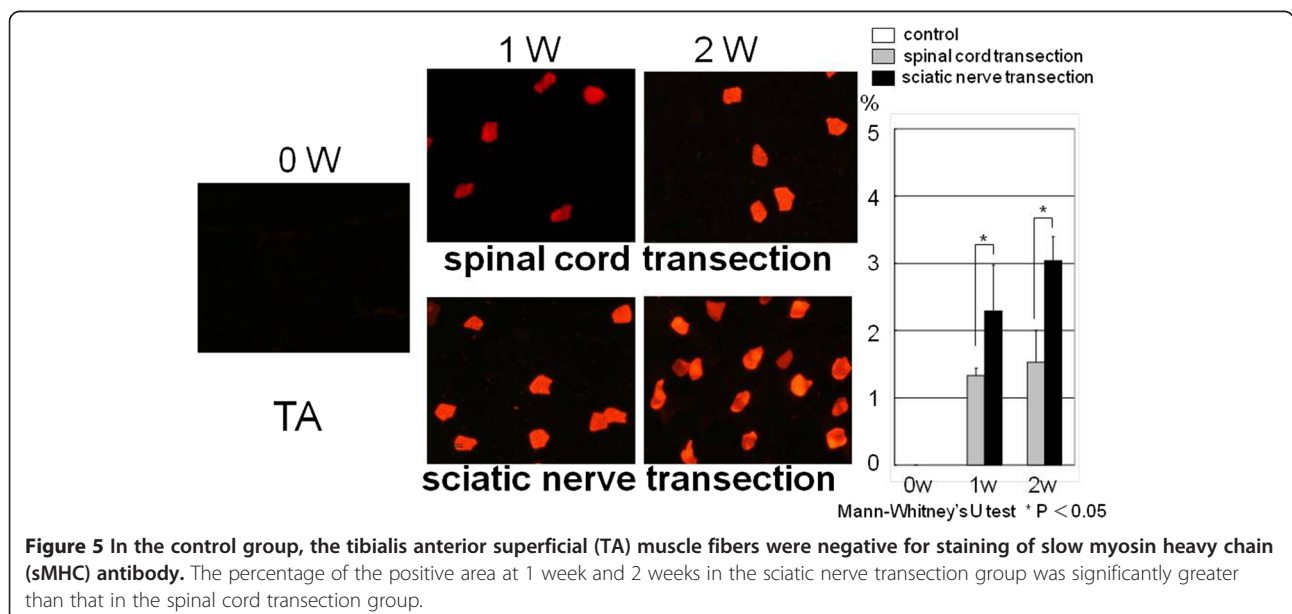 1 W
2 W
0 W
TA
spinal cord transection
sciatic nerve transection
control
spinal cord transection
sciatic nerve transection
%
5
4
3
2
1
0
*
*
0w 1w 2w
Mann-Whitney's U test * P < 0.05
Figure 5 In the control group, the tibialis anterior superficial (TA) muscle fibers were negative for staining of slow myosin heavy chain
(sMHC) antibody. The percentage of the positive area at 1 week and 2 weeks in the sciatic nerve transection group was significantly greater
than that in the spinal cord transection group.